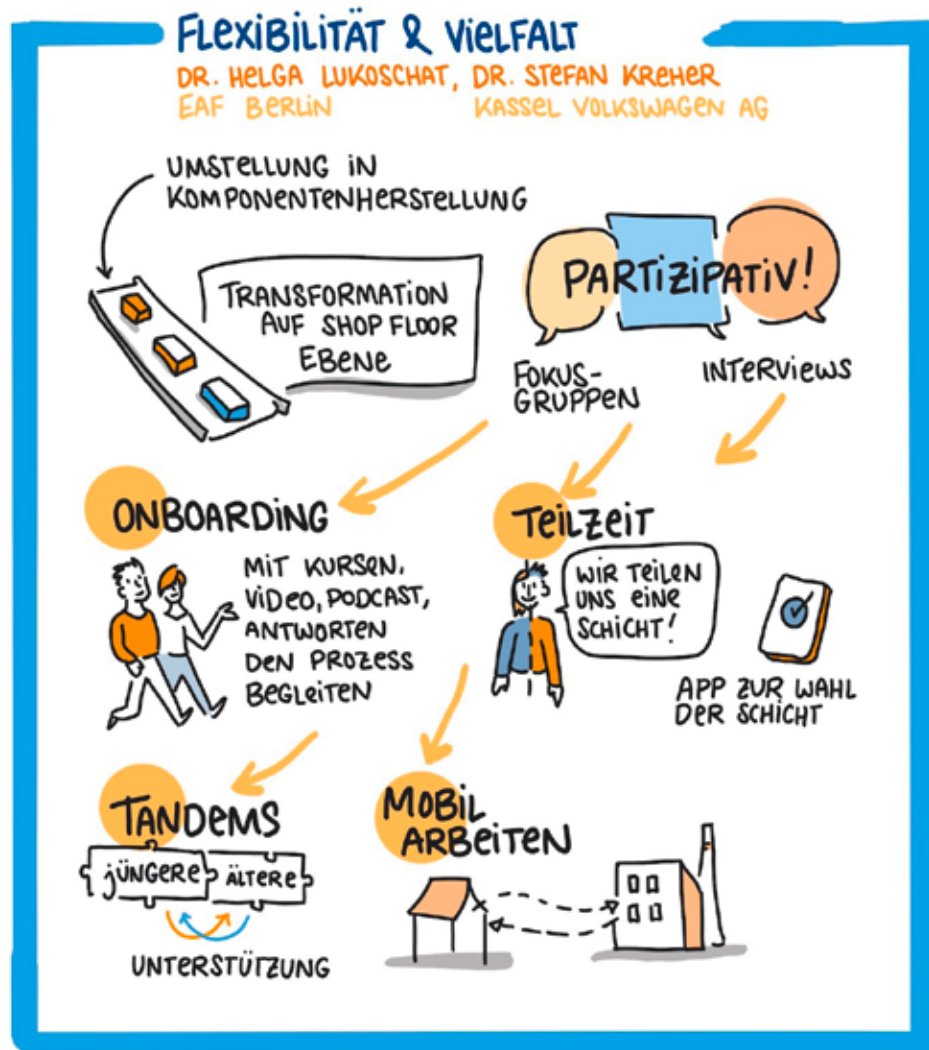 FLEXIBILITÄT & VIELFALT
DR. HELGA LUKOSCHAT, DR. STEFAN KREHER
EAF BERLIN KASSEL VOLKSWAGEN AG
UMSTELLUNG IN
KOMPONENTENHERSTELLUNG
TRANSFORMATION
AUF SHOP FLOOR
EBENE
PARTIZIPATIV!
FOKUS-
GRUPPEN
INTERVIEWS
ONBOARDING
MIT KURSEN,
VIDEO, PODCAST,
ANTWORTEN
DEN PROZESS
BEGLEITEN
TEILZEIT
WIR TEILEN
UNS EINE
SCHICHT!
APP ZUR WAHL
DER SCHICHT
TANDEMS
JÜNGERE ÄLTERE
UNTERSTÜTZUNG
MOBIL
ARBEITEN